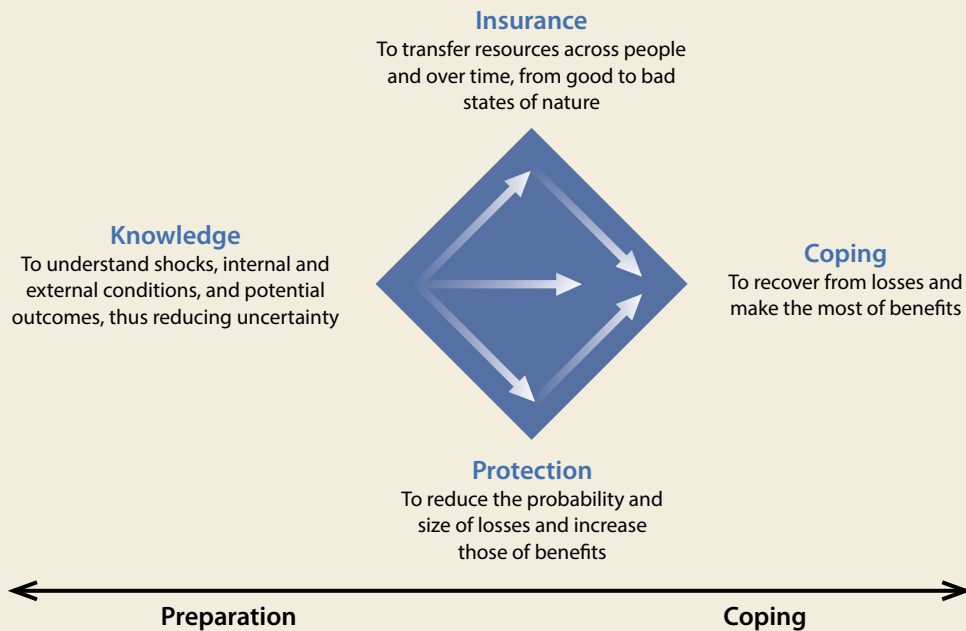 Insurance
To transfer resources across people
and over time, from good to bad
states of nature
Knowledge
To understand shocks, internal and
external conditions, and potential
outcomes, thus reducing uncertainty
Coping
To recover from losses and
make the most of benefits
Protection
To reduce the probability and
size of losses and increase
those of benefits
Preparation
Coping